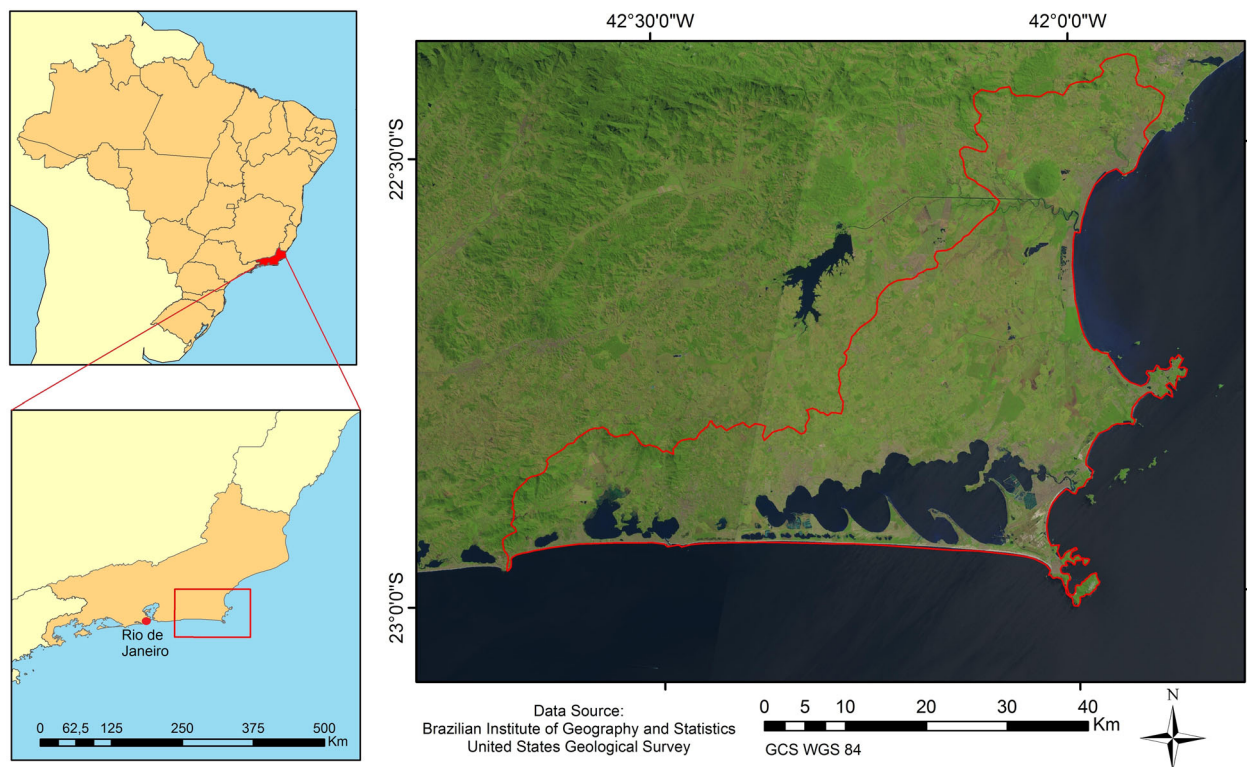 42°30'0"W
42°0'0"W
22°30'0"S
23°0'0"S
Rio de
Janeiro
0 62,5 125 250 375 500
Km
Data Source:
Brazilian Institute of Geography and Statistics
United States Geological Survey
0 5 10 20 30 40
Km
GCS WGS 84
N